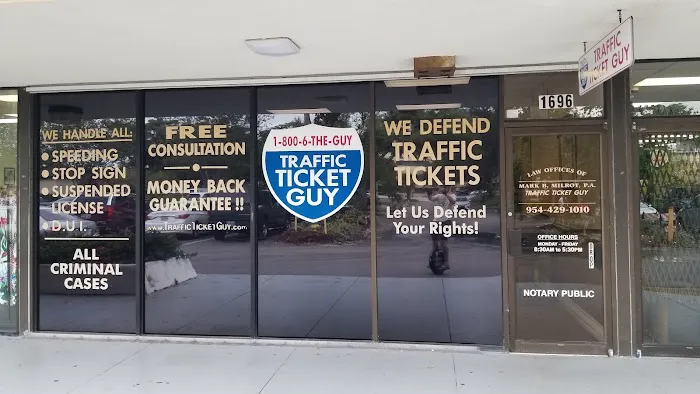 WE HANDLE ALL:
• SPEEDING
• STOP SIGN
• SUSPENDED
LICENSE
• D.U.I.
ALL
CRIMINAL
CASES
FREE
CONSULTATION
MONEY BACK
GUARANTEE !!
WWW.TRAFFICTICKETGUY.COM
1-800-6-THE-GUY
TRAFFIC
TICKET
GUY
WE DEFEND
TRAFFIC
TICKETS
Let Us Defend
Your Rights!
TRAFFIC
TICKET GUY
1696
LAW OFFICES OF
MARK B. MILROT, P.A.
TRAFFIC TICKET GUY
954-429-1010
OFFICE HOURS
MONDAY - FRIDAY
8:30AM to 5:30PM
NOTARY PUBLIC